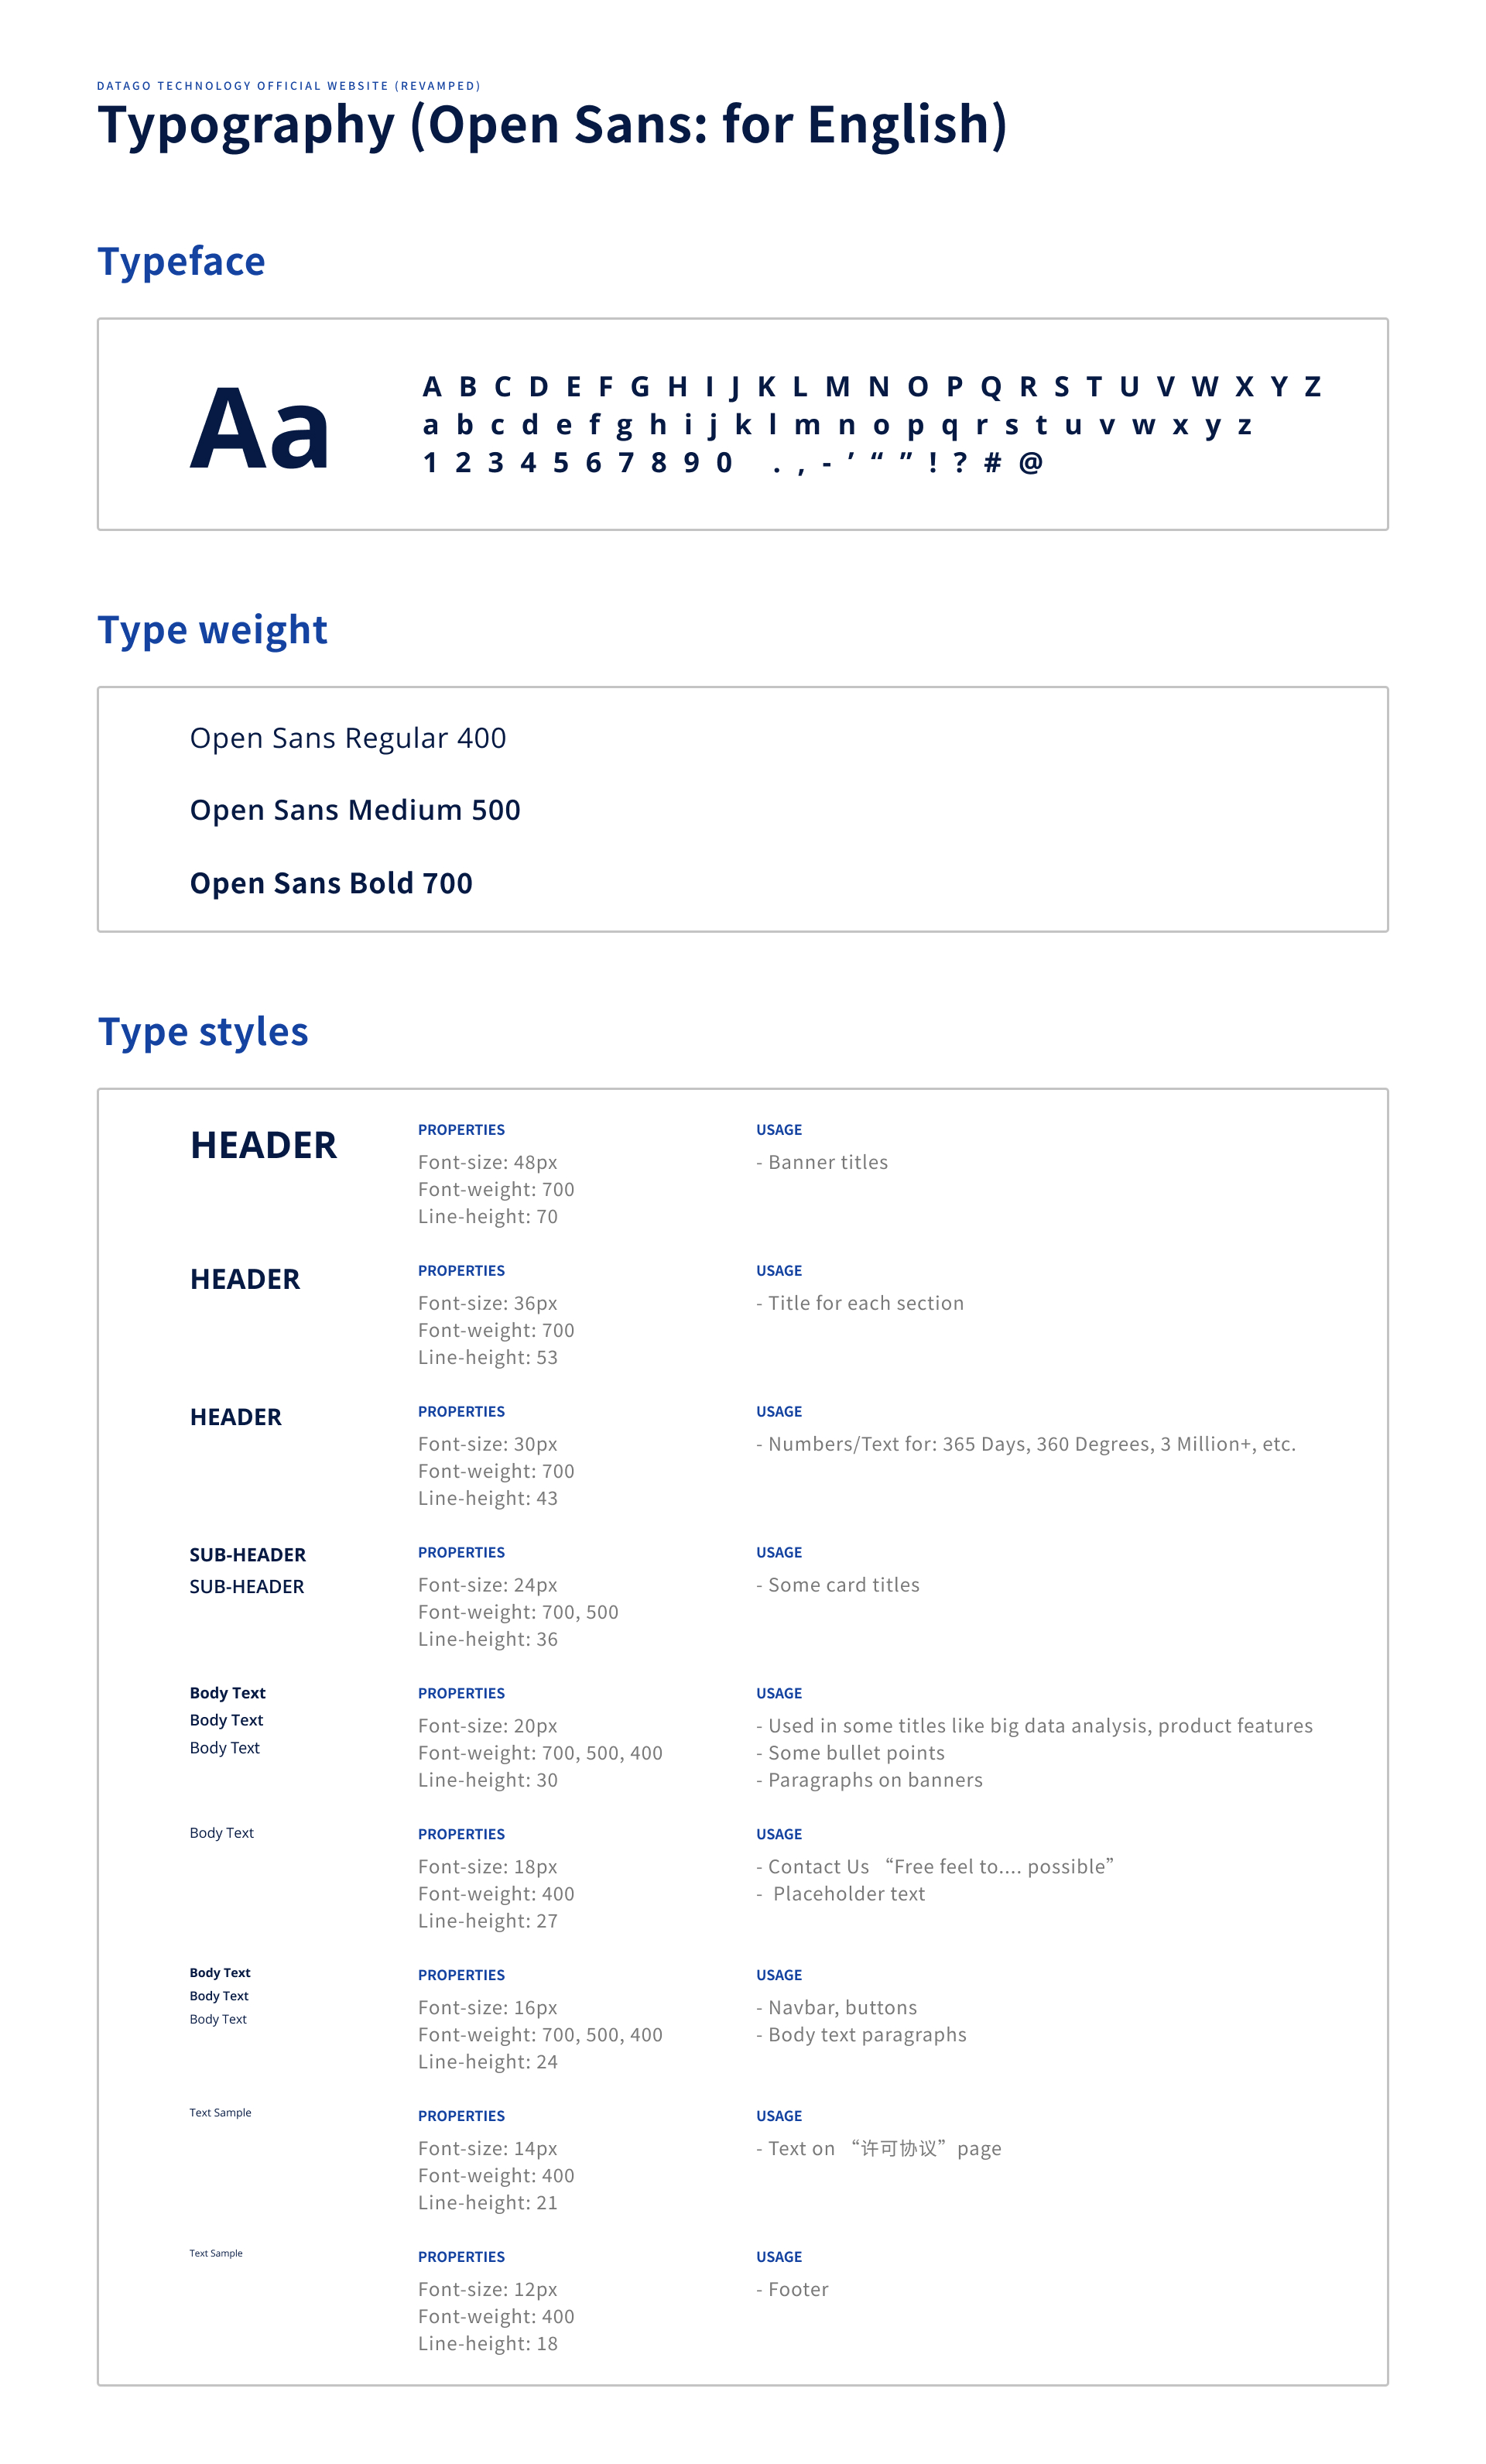 DATAGO TECHNOLOGY OFFICIAL WEBSITE (REVAMPED)
Typography (Open Sans: for English)
Typeface
Aa
A B C D E F G H I J K L M N O P Q R S T U V W X Y Z
a b c d e f g h i j k l m n o p q r s t u v w x y z
1 2 3 4 5 6 7 8 9 0 . , - ’ “ ” ! ? # @
Type weight
Open Sans Regular 400
Open Sans Medium 500
Open Sans Bold 700
Type styles
HEADER
PROPERTIES
Font-size: 48px
Font-weight: 700
Line-height: 70
USAGE
- Banner titles
HEADER
PROPERTIES
Font-size: 36px
Font-weight: 700
Line-height: 53
USAGE
- Title for each section
HEADER
PROPERTIES
Font-size: 30px
Font-weight: 700
Line-height: 43
USAGE
- Numbers/Text for: 365 Days, 360 Degrees, 3 Million+, etc.
SUB-HEADER
SUB-HEADER
PROPERTIES
Font-size: 24px
Font-weight: 700, 500
Line-height: 36
USAGE
- Some card titles
Body Text
Body Text
Body Text
PROPERTIES
Font-size: 20px
Font-weight: 700, 500, 400
Line-height: 30
USAGE
- Used in some titles like big data analysis, product features
- Some bullet points
- Paragraphs on banners
Body Text
PROPERTIES
Font-size: 18px
Font-weight: 400
Line-height: 27
USAGE
- Contact Us “Free feel to.... possible”
- Placeholder text
Body Text
Body Text
Body Text
PROPERTIES
Font-size: 16px
Font-weight: 700, 500, 400
Line-height: 24
USAGE
- Navbar, buttons
- Body text paragraphs
Text Sample
PROPERTIES
Font-size: 14px
Font-weight: 400
Line-height: 21
USAGE
- Text on “许可协议” page
Text Sample
PROPERTIES
Font-size: 12px
Font-weight: 400
Line-height: 18
USAGE
- Footer